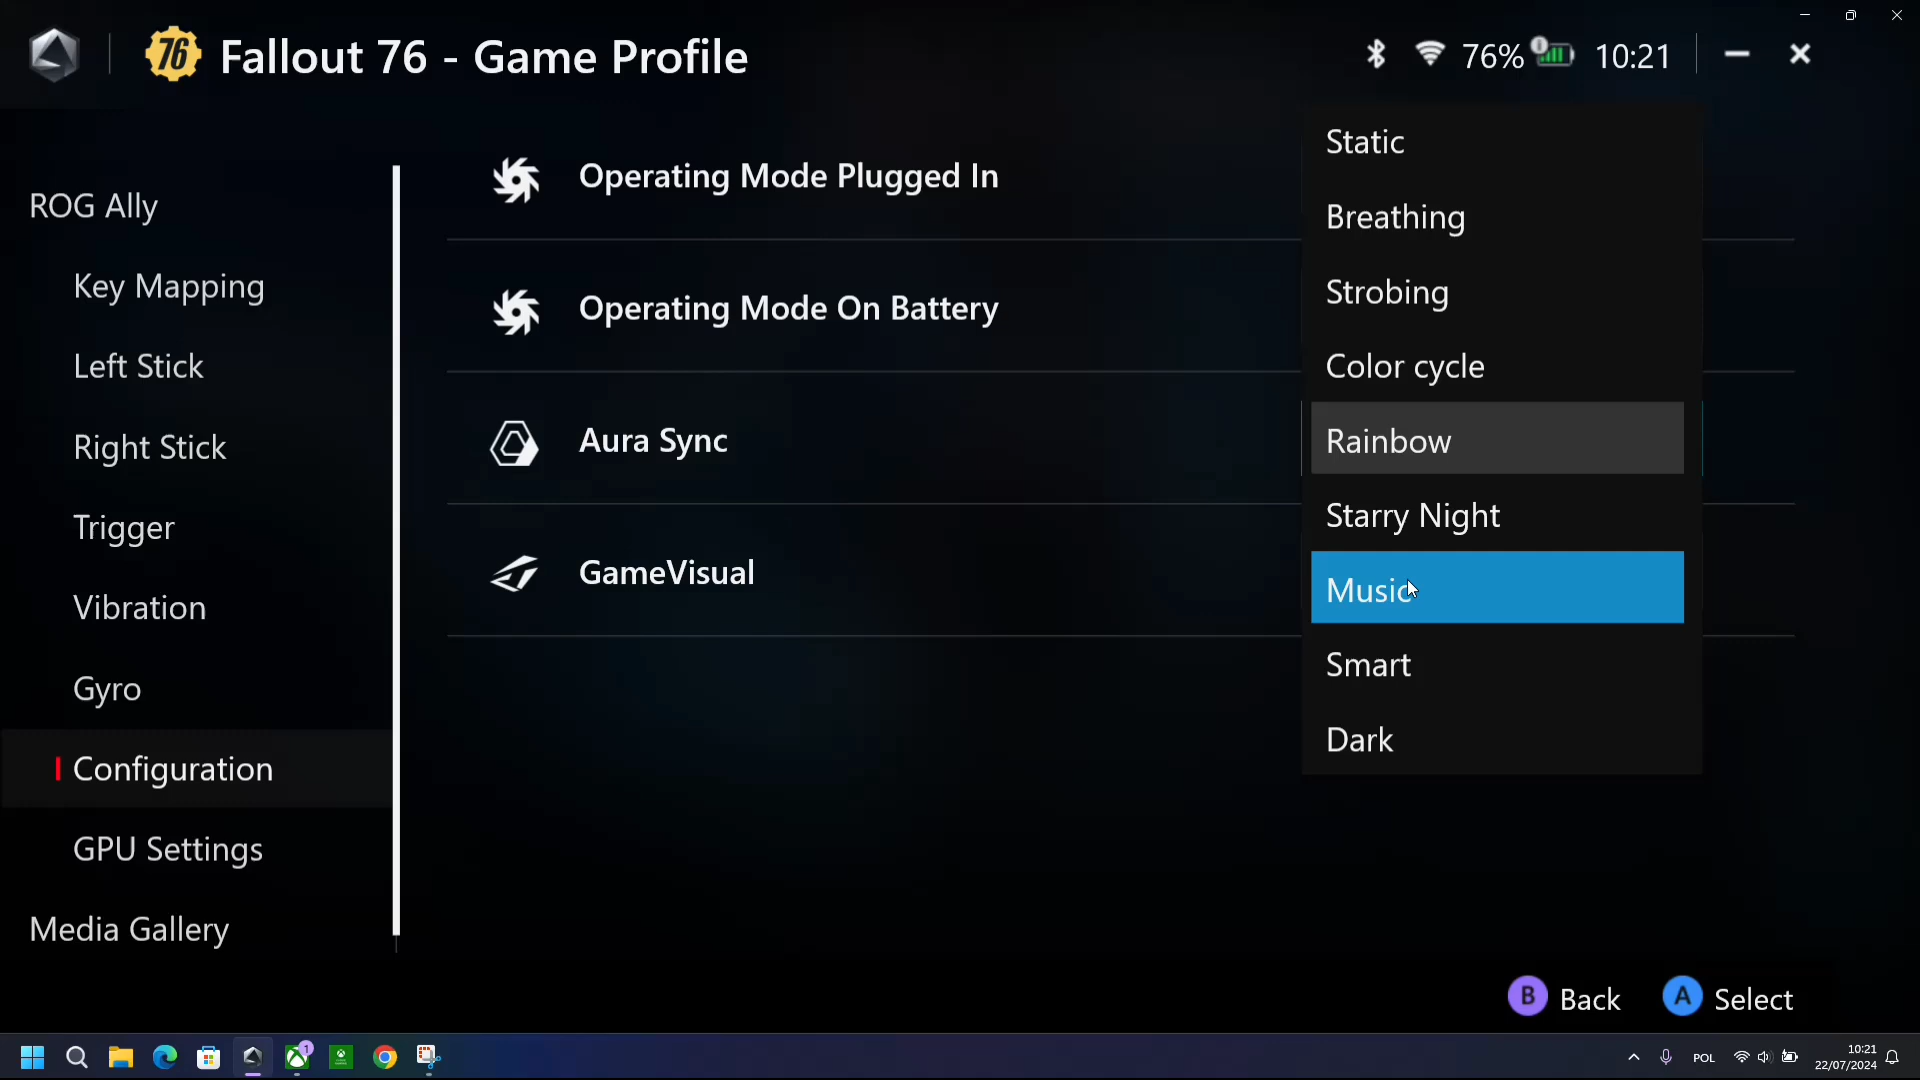 76 Fallout 76 - Game Profile
76% 10:21
ROG Ally
Key Mapping
Left Stick
Right Stick
Trigger
Vibration
Gyro
Configuration
GPU Settings
Media Gallery
Operating Mode Plugged In
Operating Mode On Battery
Aura Sync
GameVisual
Static
Breathing
Strobing
Color cycle
Rainbow
Starry Night
Music
Smart
Dark
B Back A Select
1
POL
10:21
22/07/2024